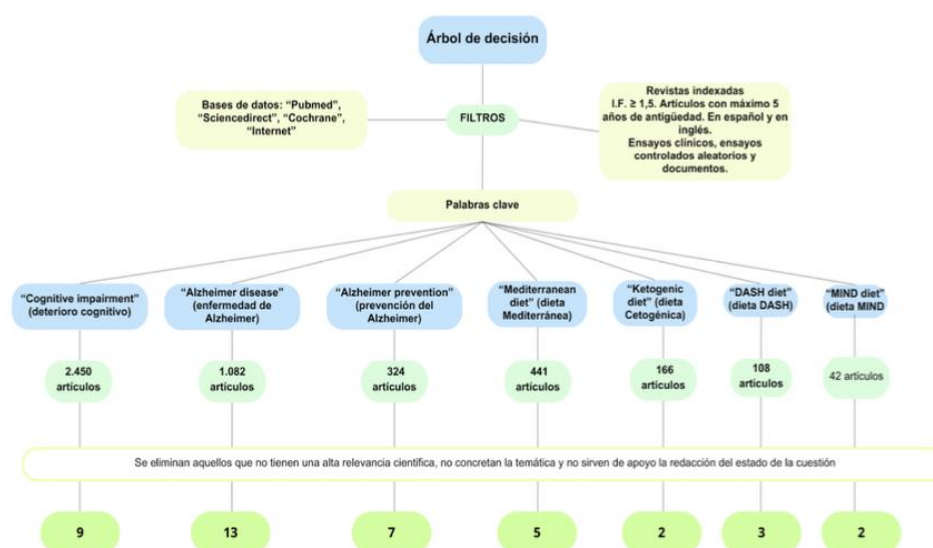 Árbol de decisión
Bases de datos: “Pubmed”,
“Sciencedirect”, “Cochrane”,
“Internet”
FILTROS
Revistas indexadas
I.F. ≥ 1,5. Artículos con máximo 5
años de antigüedad. En español y en
inglés.
Ensayos clínicos, ensayos
controlados aleatorios y
documentos.
Palabras clave
“Cognitive impairment”
(deterioro cognitivo)
“Alzheimer disease”
(enfermedad de
Alzheimer)
“Alzheimer prevention”
(prevención del
Alzheimer)
“Mediterranean
diet” (dieta
Mediterránea)
“Ketogenic
diet” (dieta
Cetogénica)
“DASH diet”
(dieta DASH)
“MIND diet”
(dieta MIND
2.450
artículos
1.082
artículos
324
artículos
441
artículos
166
artículos
108
artículos
42 artículos
Se eliminan aquellos que no tienen una alta relevancia científica, no concretan la temática y no sirven de apoyo la redacción del estado de la cuestión
9
13
7
5
2
3
2